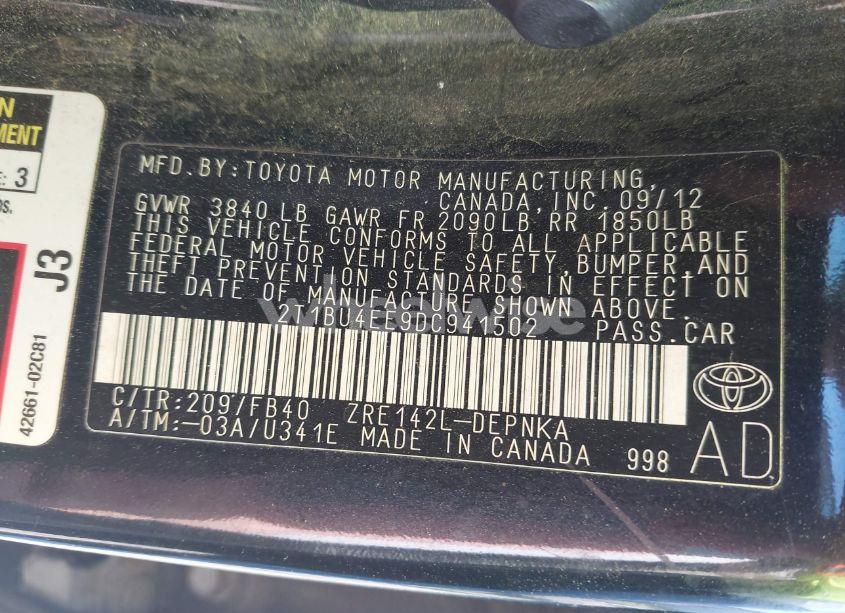 N
MENT
E: 3
BS.
J3
42661-02C81
MFD.BY:TOYOTA MOTOR MANUFACTURING,
CANADA,INC.09/12
GVWR 3840 LB GAWR FR 2090LB RR 1850LB
THIS VEHICLE CONFORMS TO ALL APPLICABLE
FEDERAL MOTOR VEHICLE SAFETY,BUMPER,AND
THEFT PREVENTION STANDARDS IN EFFECT ON
THE DATE OF MANUFACTURE SHOWN ABOVE.
2T1BU4EE9DC941502 PASS.CAR
C/TR:209/FB40 ZRE142L-DEPNKA
A/TM:-03A/U341E MADE IN CANADA 998
AD